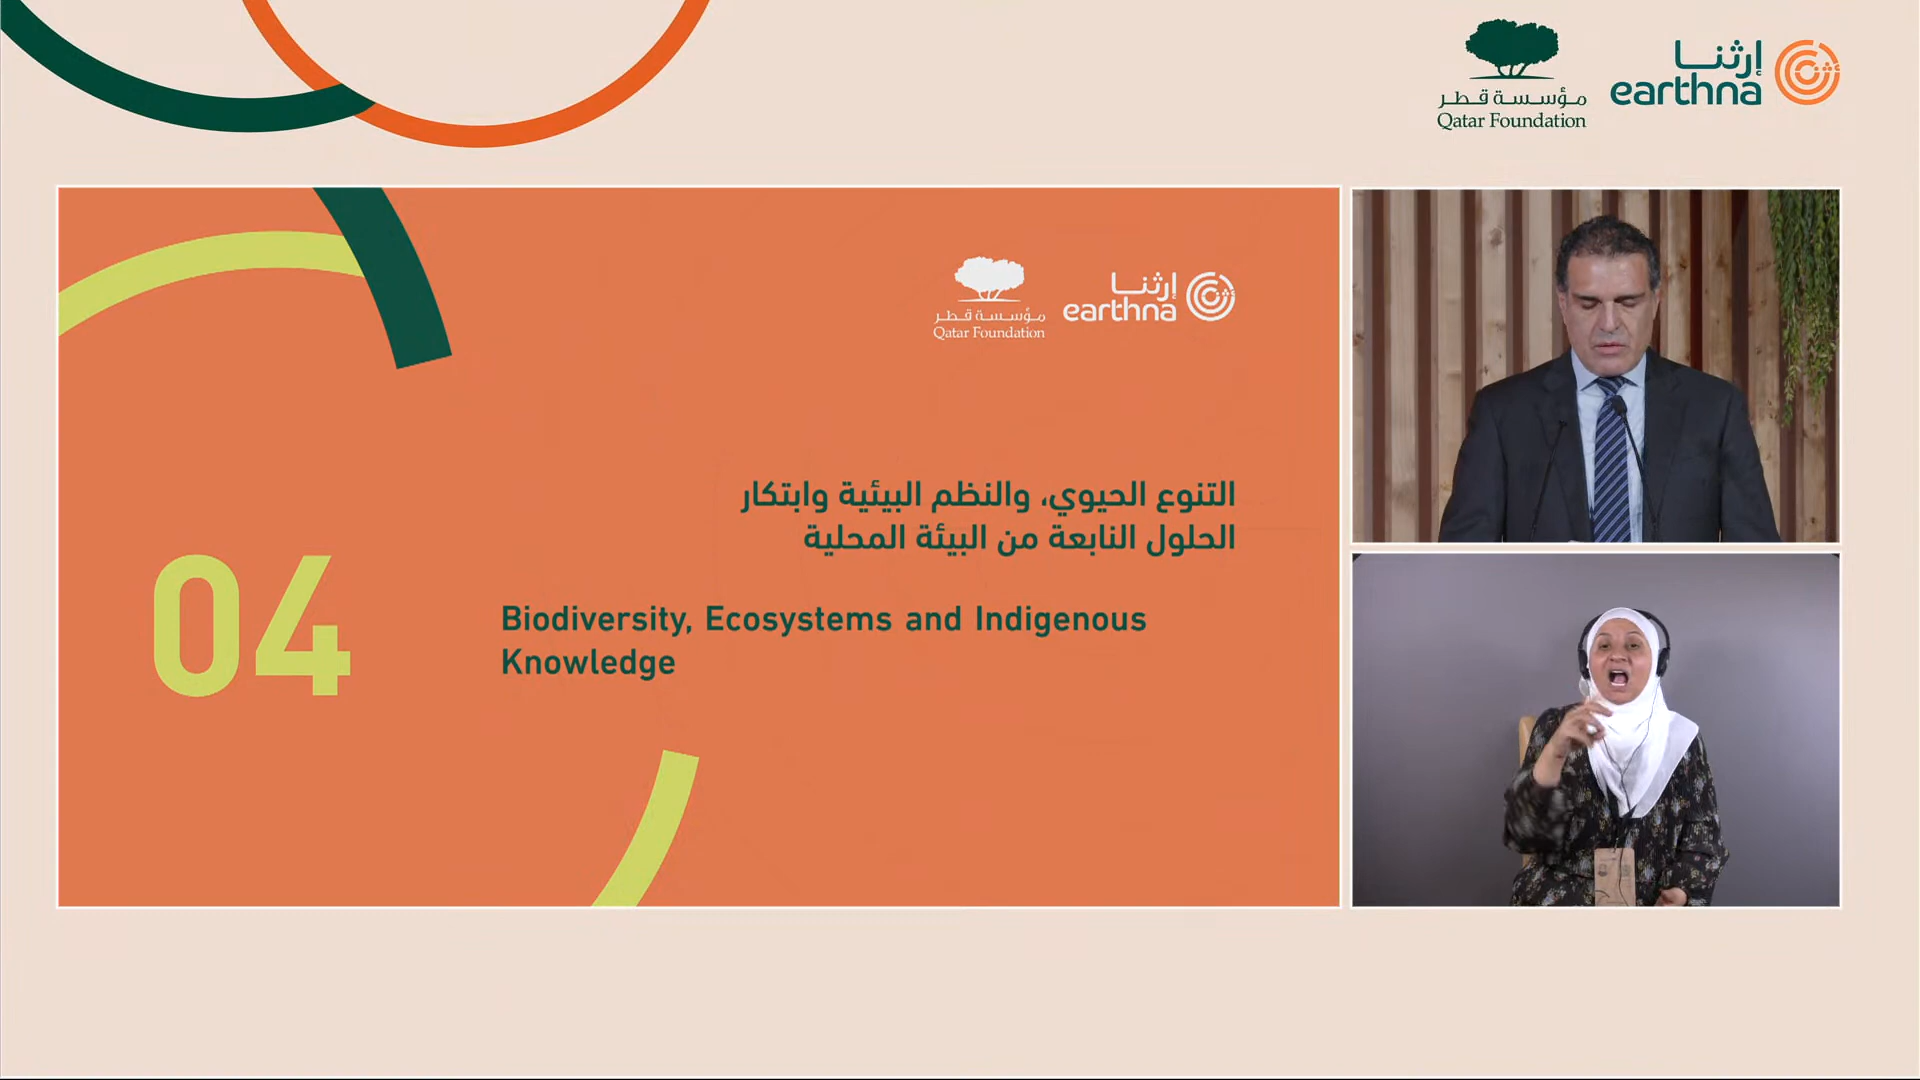 مؤسسة قطر
Qatar Foundation
إرثنا
earthna
مؤسسة قطر
Qatar Foundation
إرثنا
earthna
التنوع الحيوي، والنظم البيئية وابتكار
الحلول النابعة من البيئة المحلية
04
Biodiversity, Ecosystems and Indigenous
Knowledge